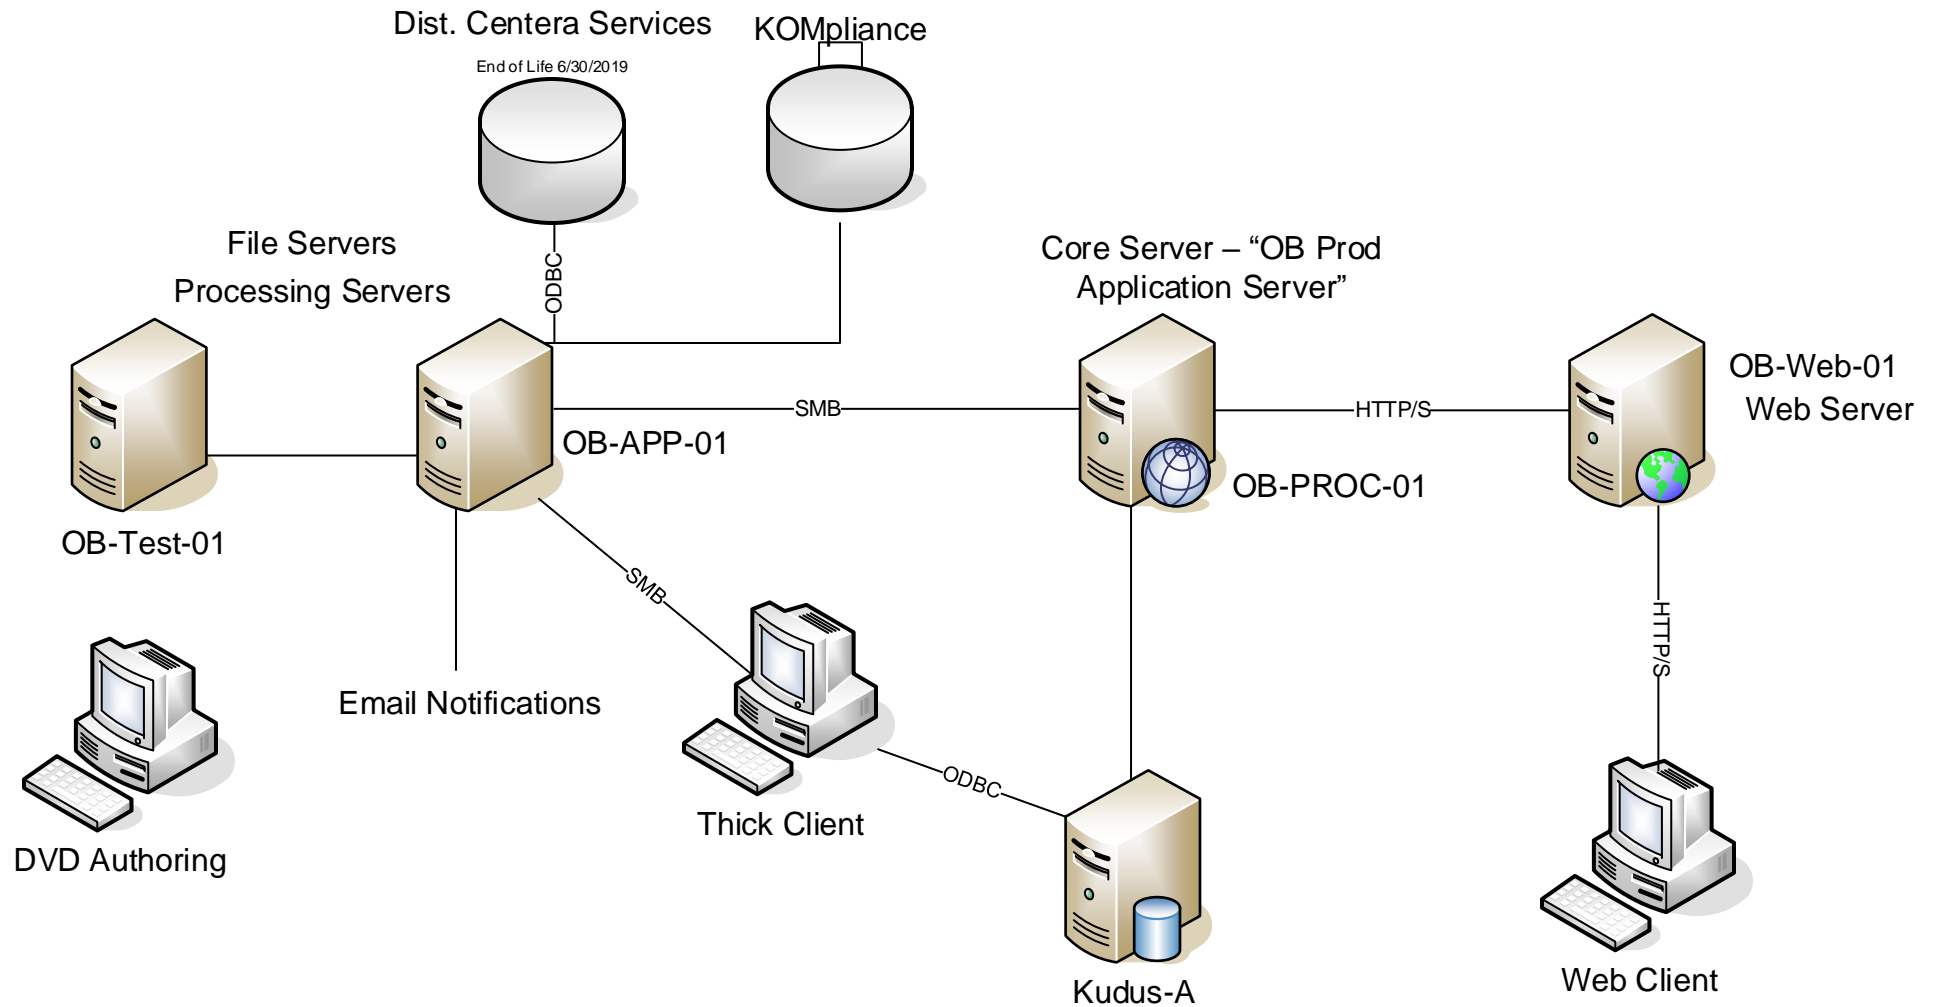 Dist. Centera Services
KOMpliance
End of Life 6/30/2019
File Servers
Processing Servers
ODBC
Core Server – “OB Prod
Application Server”
OB-Web-01
Web Server
SMB
HTTP/S
OB-APP-01
OB-PROC-01
OB-Test-01
SMB
HTTP/S
Email Notifications
ODBC
Thick Client
DVD Authoring
Web Client
Kudus-A